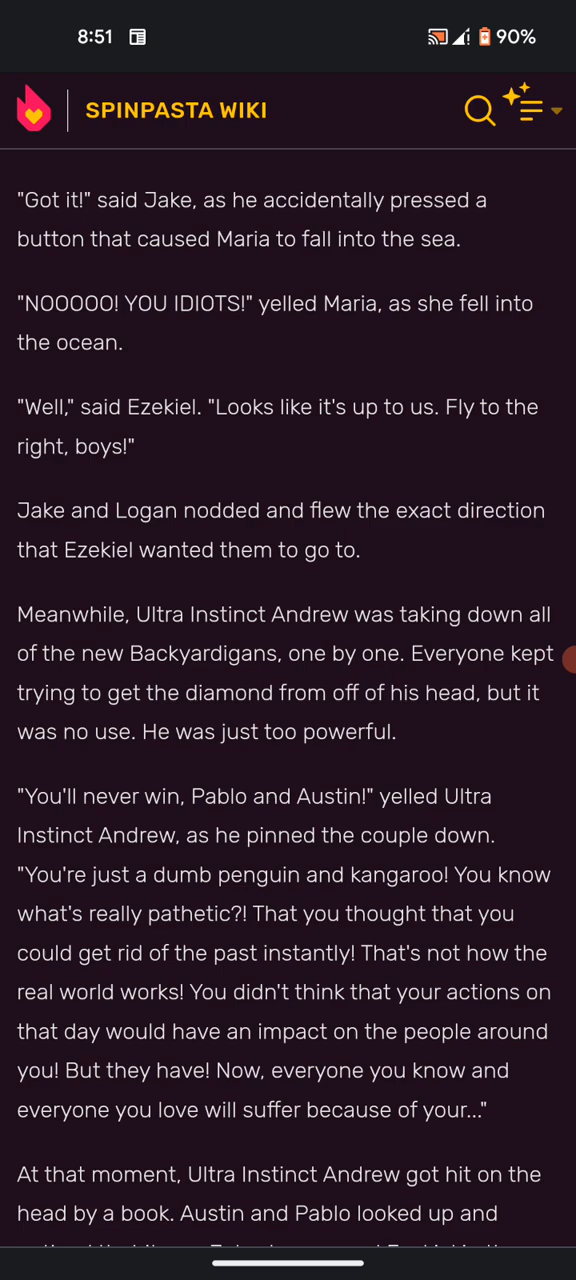 8:51
90%
SPINPASTA WIKI
"Got it!" said Jake, as he accidentally pressed a
button that caused Maria to fall into the sea.
"NOOOOO! YOU IDIOTS!" yelled Maria, as she fell into
the ocean.
"Well," said Ezekiel. "Looks like it's up to us. Fly to the
right, boys!"
Jake and Logan nodded and flew the exact direction
that Ezekiel wanted them to go to.
Meanwhile, Ultra Instinct Andrew was taking down all
of the new Backyardigans, one by one. Everyone kept
trying to get the diamond from off of his head, but it
was no use. He was just too powerful.
"You'll never win, Pablo and Austin!" yelled Ultra
Instinct Andrew, as he pinned the couple down.
"You're just a dumb penguin and kangaroo! You know
what's really pathetic?! That you thought that you
could get rid of the past instantly! That's not how the
real world works! You didn't think that your actions on
that day would have an impact on the people around
you! But they have! Now, everyone you know and
everyone you love will suffer because of your..."
At that moment, Ultra Instinct Andrew got hit on the
head by a book. Austin and Pablo looked up and